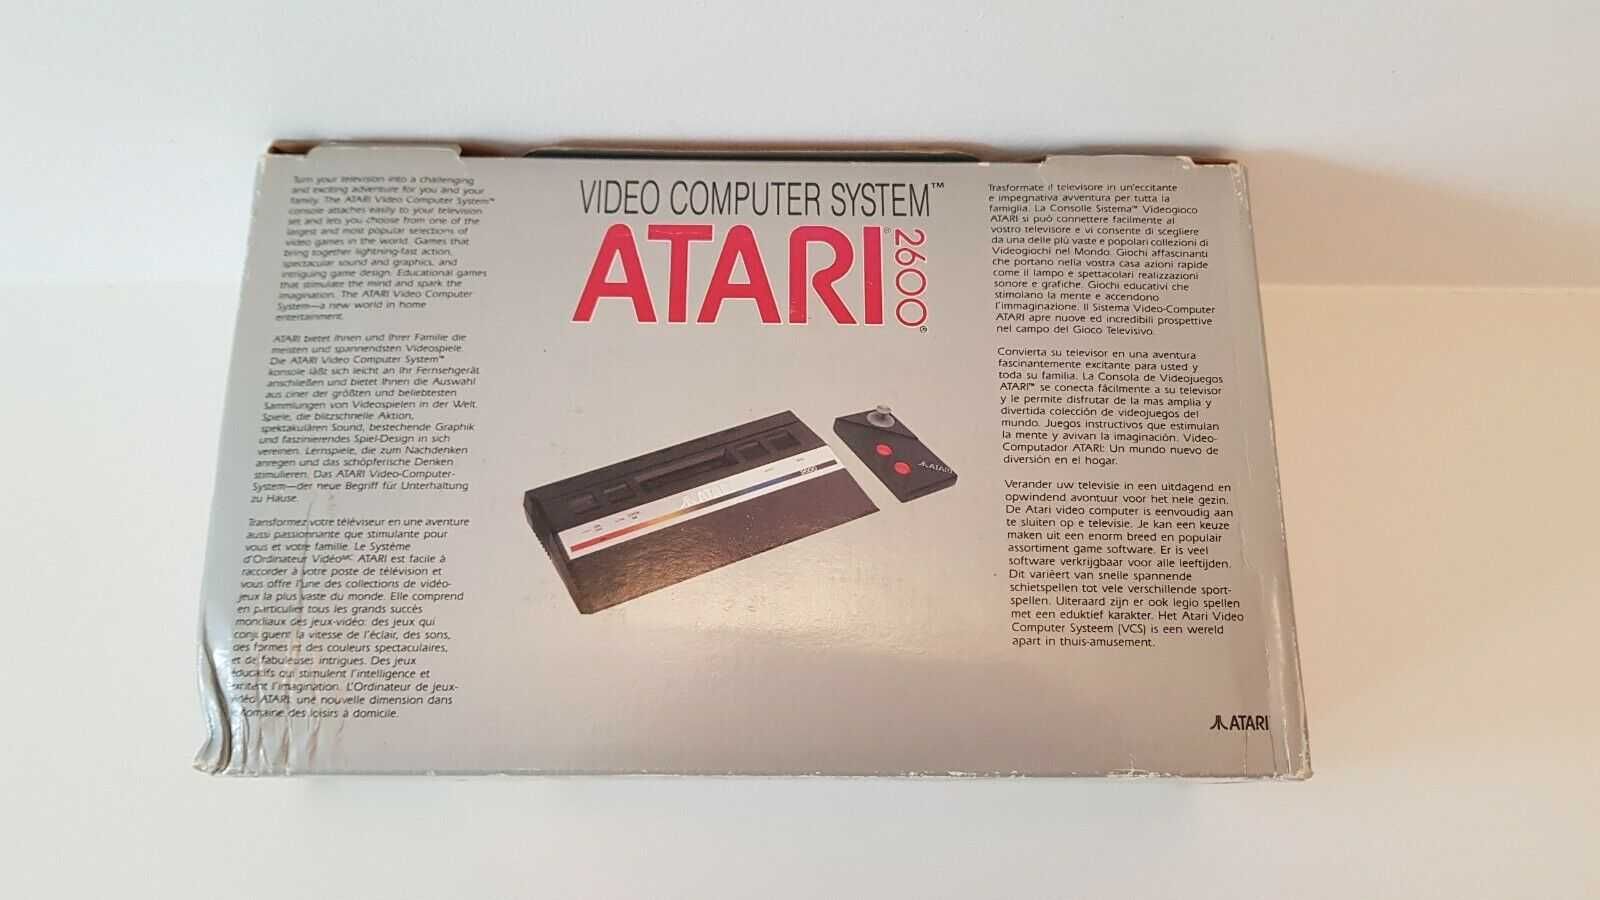 Turn your television into a challenging
and exciting adventure for you and your
family. The ATARI Video Computer System™
console attaches easily to your television
set and lets you choose from one of the
largest and most popular selections of
video games in the world. Games that
bring together lightning-fast action,
spectacular sound and graphics, and
intriguing game design. Educational games
that stimulate the mind and spark the
imagination. The ATARI Video Computer
System—a new world in home
entertainment.
ATARI bietet Ihnen und Ihrer Familie die
meisten und spannendsten Videospiele.
Die ATARI Video Computer System™
konsole läßt sich leicht an Ihr Fernsehgerät
anschließen und bietet Ihnen die Auswahl
aus einer der größten und beliebtesten
Sammlungen von Videospielen in der Welt.
Spiele, die blitzschnelle Aktion,
spektakulären Sound, bestechende Graphik
und faszinierendes Spiel-Design in sich
vereinen. Lernspiele, die zum Nachdenken
anregen und das schöpferische Denken
stimulieren. Das ATARI Video-Computer-
System—der neue Begriff für Unterhaltung
zu Hause.
Transformez votre téléviseur en une aventure
aussi passionnante que stimulante pour
vous et votre famille. Le Système
d'Ordinateur Vidéoᴹᶜ ATARI est facile à
raccorder à votre poste de télévision et
vous offre l'une des collections de vidéo-
jeux la plus vaste du monde. Elle comprend
en particulier tous les grands succès
mondiaux des jeux-vidéo: des jeux qui
conjuguent la vitesse de l'éclair, des sons,
des formes et des couleurs spectaculaires,
et de fabuleuses intrigues. Des jeux
éducatifs qui stimulent l'intelligence et
excitent l'imagination. L'Ordinateur de jeux-
vidéo ATARI: une nouvelle dimension dans
domaine des loisirs à domicile.
VIDEO COMPUTER SYSTEM™
ATARI® 2600®
ATARI
2600
ATARI
Trasformate il televisore in un'eccitante
e impegnativa avventura per tutta la
famiglia. La Consolle Sistema™ Videogioco
ATARI si può connettere facilmente al
vostro televisore e vi consente di scegliere
da una delle più vaste e popolari collezioni di
Videogiochi nel Mondo. Giochi affascinanti
che portano nella vostra casa azioni rapide
come il lampo e spettacolari realizzazioni
sonore e grafiche. Giochi educativi che
stimolano la mente e accendono
l'immaginazione. Il Sistema Video-Computer
ATARI apre nuove ed incredibili prospettive
nel campo del Gioco Televisivo.
Convierta su televisor en una aventura
fascinantemente excitante para usted y
toda su familia. La Consola de Videojuegos
ATARI™ se conecta fácilmente a su televisor
y le permite disfrutar de la mas amplia y
divertida colección de videojuegos del
mundo. Juegos instructivos que estimulan
la mente y avivan la imaginación. Video-
Computador ATARI: Un mundo nuevo de
diversión en el hogar.
Verander uw televisie in een uitdagend en
opwindend avontuur voor het nele gezin.
De Atari video computer is eenvoudig aan
te sluiten op e televisie. Je kan een keuze
maken uit een enorm breed en populair
assortiment game software. Er is veel
software verkrijgbaar voor alle leeftijden.
Dit variëert van snelle spannende
schietspellen tot vele verschillende sport-
spellen. Uiteraard zijn er ook legio spellen
met een eduktief karakter. Het Atari Video
Computer Systeem (VCS) is een wereld
apart in thuis-amusement.
ATARI